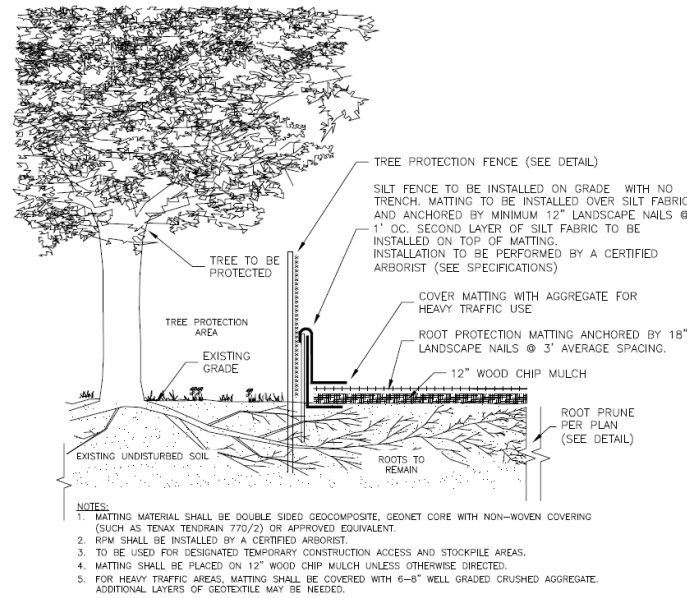 TREE PROTECTION FENCE (SEE DETAIL)
SILT FENCE TO BE INSTALLED ON GRADE WITH NO
TRENCH. MATTING TO BE INSTALLED OVER SILT FABRIC
AND ANCHORED BY MINIMUM 12" LANDSCAPE NAILS @
1' OC. SECOND LAYER OF SILT FABRIC TO BE
INSTALLED ON TOP OF MATTING.
INSTALLATION TO BE PERFORMED BY A CERTIFIED
ARBORIST (SEE SPECIFICATIONS)
TREE TO BE
PROTECTED
COVER MATTING WITH AGGREGATE FOR
HEAVY TRAFFIC USE
TREE PROTECTION
AREA
ROOT PROTECTION MATTING ANCHORED BY 18"
LANDSCAPE NAILS @ 3' AVERAGE SPACING.
EXISTING
GRADE
12" WOOD CHIP MULCH
ROOT PRUNE
PER PLAN
(SEE DETAIL)
EXISTING UNDISTURBED SOIL
ROOTS TO
REMAIN
NOTES:
1. MATTING MATERIAL SHALL BE DOUBLE SIDED GEOCOMPOSITE, GEONET CORE WITH NON-WOVEN COVERING
(SUCH AS TENAX TENDRAIN 770/2) OR APPROVED EQUIVALENT.
2. RPM SHALL BE INSTALLED BY A CERTIFIED ARBORIST.
3. TO BE USED FOR DESIGNATED TEMPORARY CONSTRUCTION ACCESS AND STOCKPILE AREAS.
4. MATTING SHALL BE PLACED ON 12" WOOD CHIP MULCH UNLESS OTHERWISE DIRECTED.
5. FOR HEAVY TRAFFIC AREAS, MATTING SHALL BE COVERED WITH 6-8" WELL GRADED CRUSHED AGGREGATE.
ADDITIONAL LAYERS OF GEOTEXTILE MAY BE NEEDED.